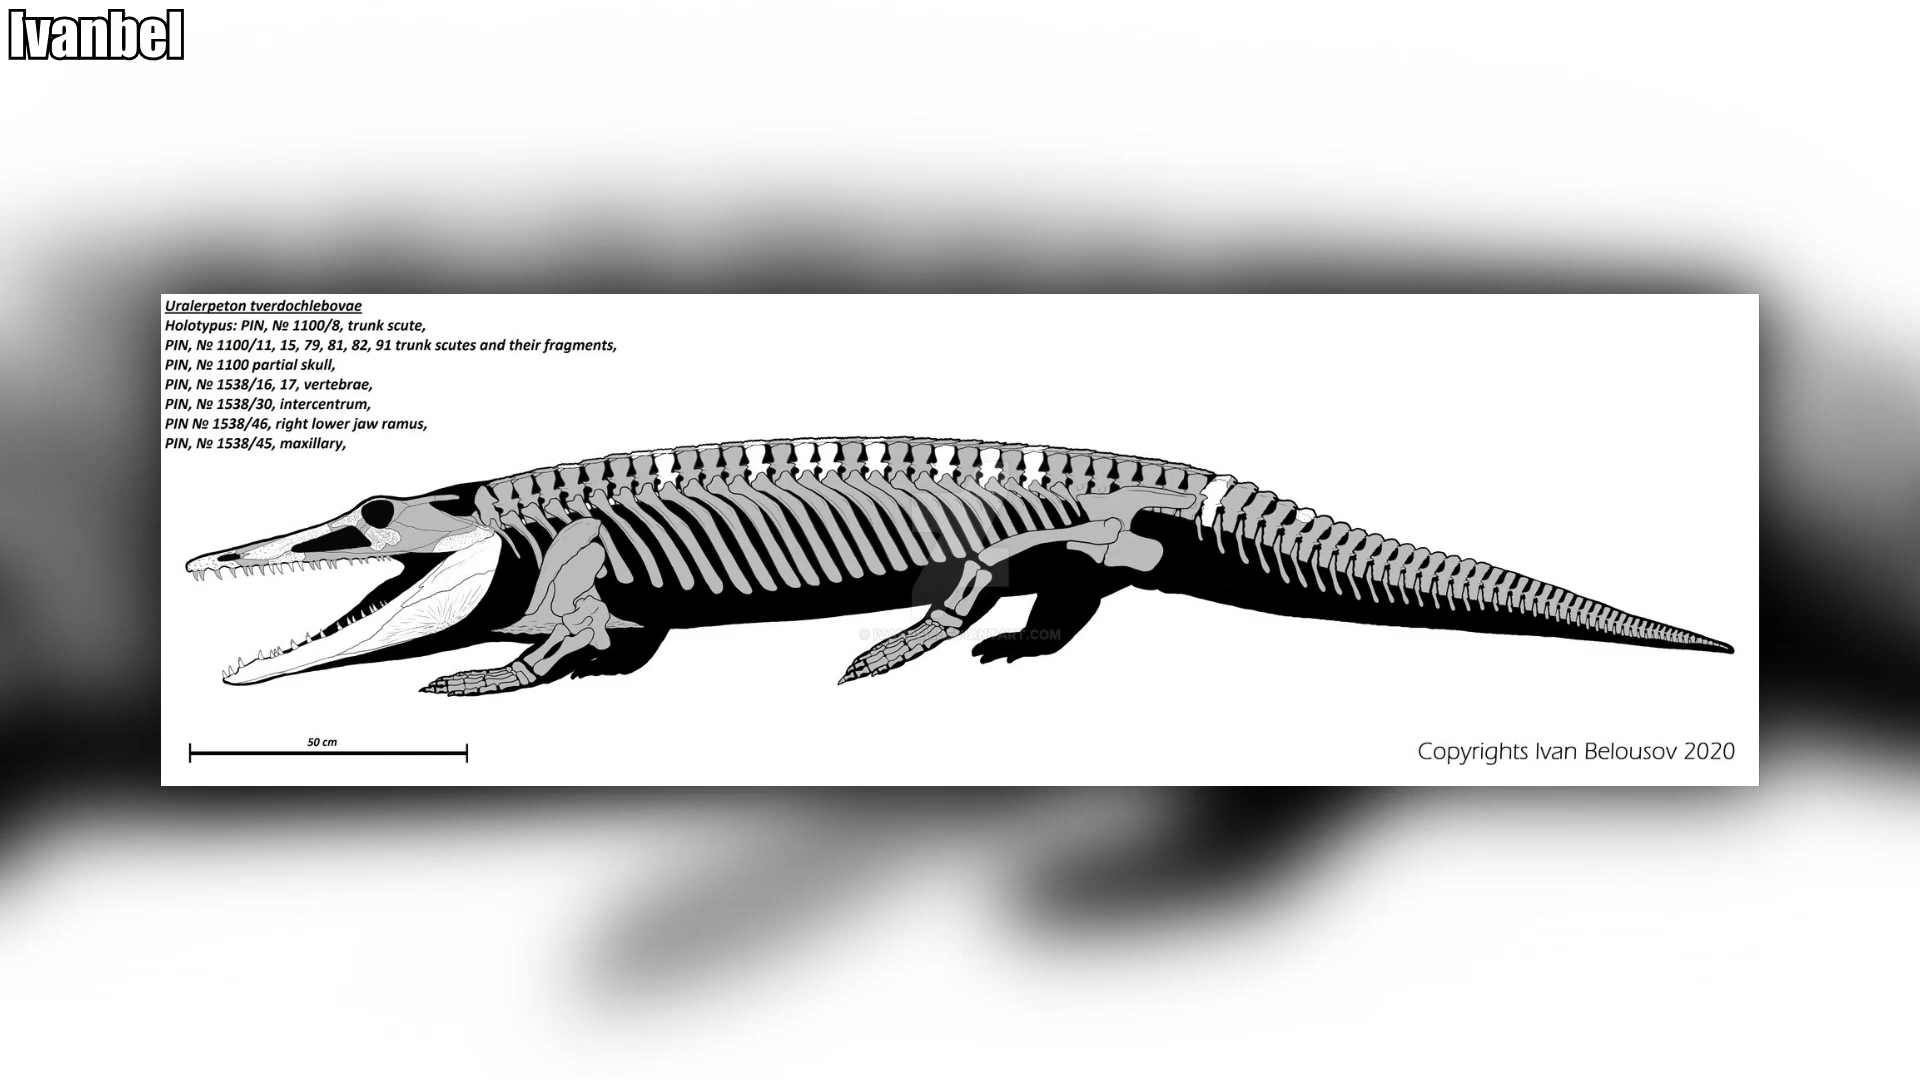 Ivanbel
Uralerpeton tverdochlebovae
Holotypus: PIN, № 1100/8, trunk scute,
PIN, № 1100/11, 15, 79, 81, 82, 91 trunk scutes and their fragments,
PIN, № 1100 partial skull,
PIN, № 1538/16, 17, vertebrae,
PIN, № 1538/30, intercentrum,
PIN № 1538/46, right lower jaw ramus,
PIN, № 1538/45, maxillary,
50 cm
Copyrights Ivan Belousov 2020